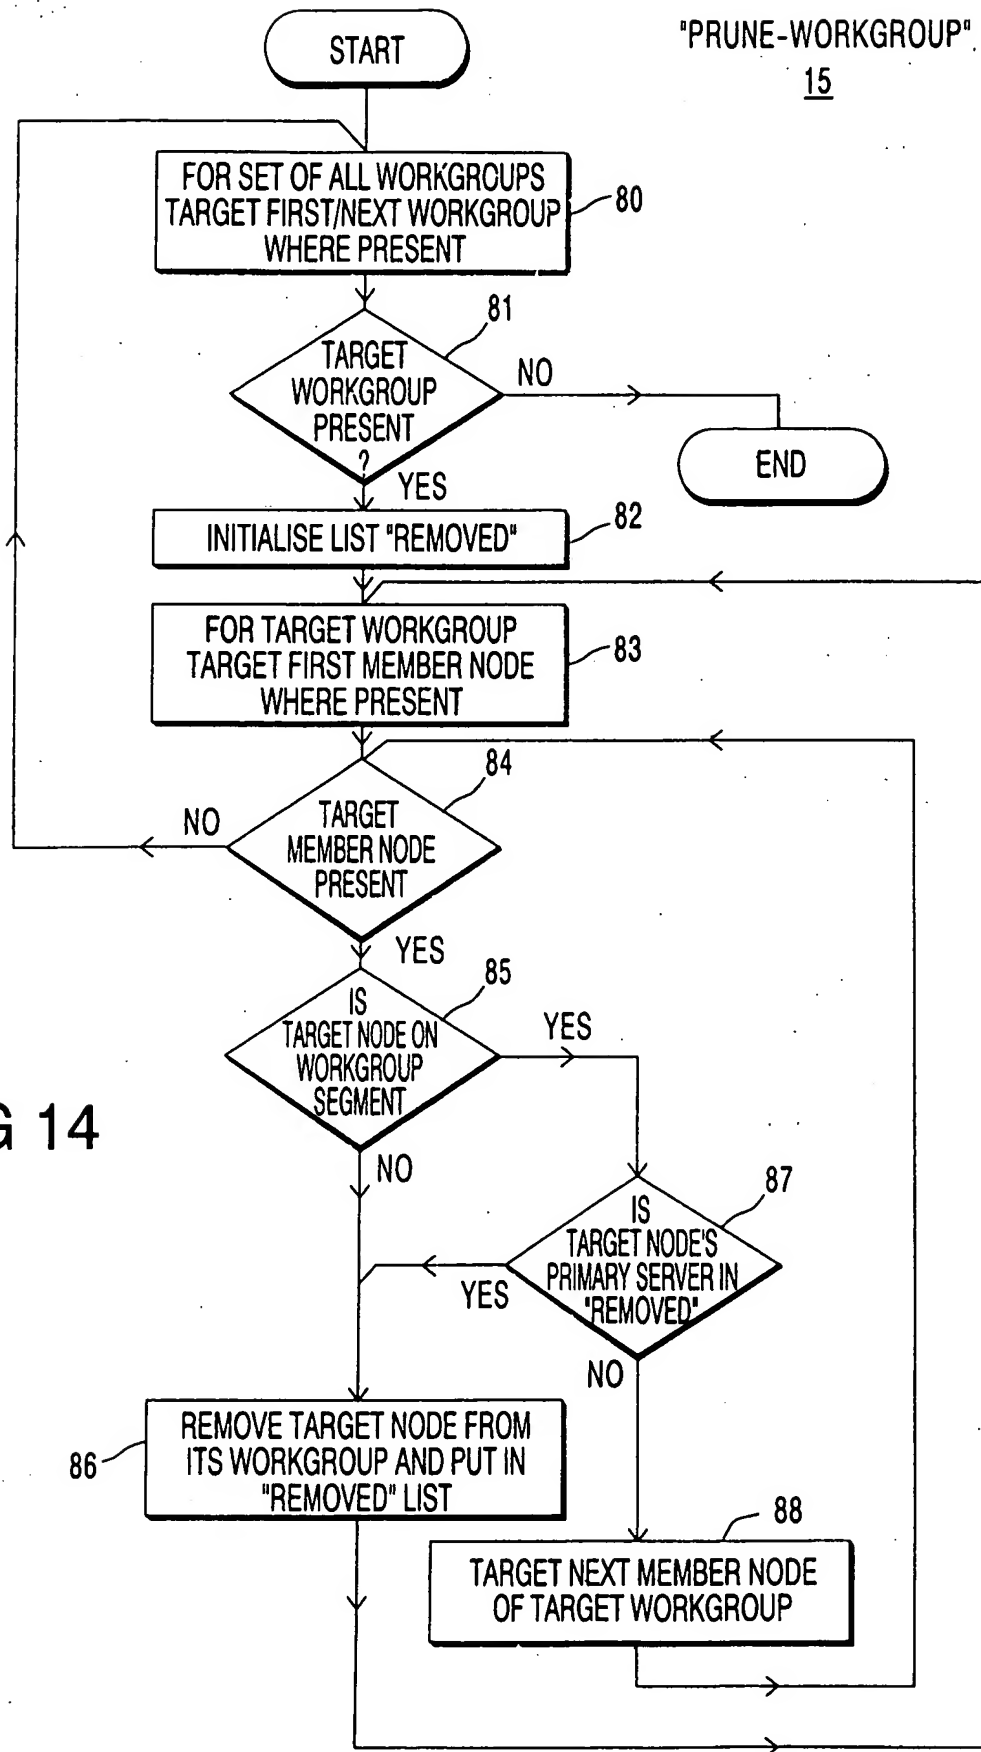 START
"PRUNE-WORKGROUP"
15
FOR SET OF ALL WORKGROUPS
TARGET FIRST/NEXT WORKGROUP
WHERE PRESENT
80
81
TARGET
WORKGROUP
PRESENT
?
NO
END
YES
INITIALISE LIST "REMOVED"
82
FOR TARGET WORKGROUP
TARGET FIRST MEMBER NODE
WHERE PRESENT
83
84
TARGET
MEMBER NODE
PRESENT
NO
YES
85
IS
TARGET NODE ON
WORKGROUP
SEGMENT
YES
NO
G 14
87
IS
TARGET NODE'S
PRIMARY SERVER IN
"REMOVED"
YES
NO
REMOVE TARGET NODE FROM
ITS WORKGROUP AND PUT IN
"REMOVED" LIST
86
88
TARGET NEXT MEMBER NODE
OF TARGET WORKGROUP